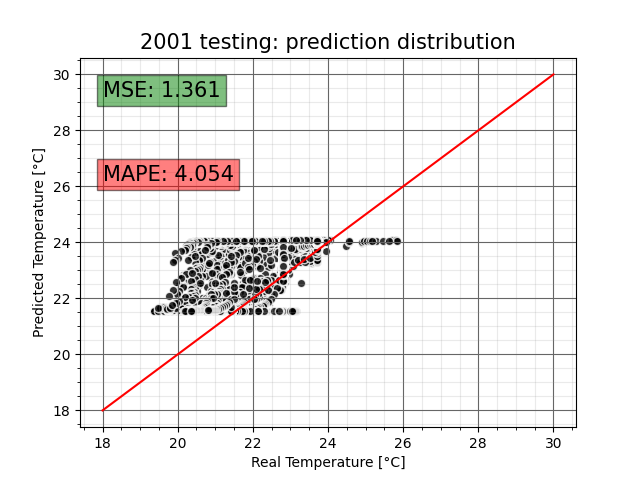 2001 testing: prediction distribution
MSE: 1.361
MAPE: 4.054
Predicted Temperature [°C]
30
28
26
24
22
20
18
18 20 22 24 26 28 30
Real Temperature [°C]